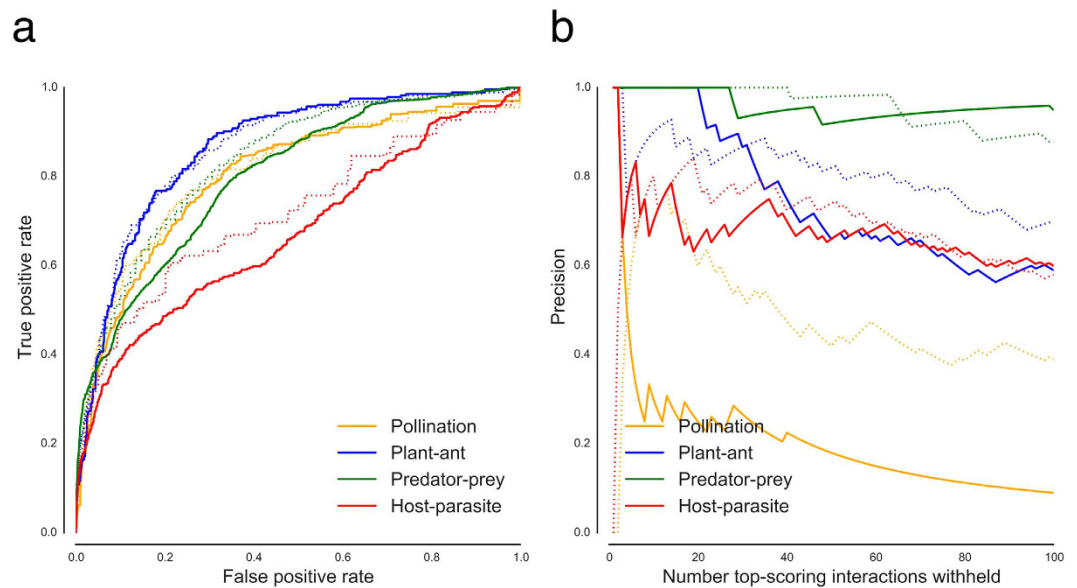 a
1.0
0.8
0.6
0.4
0.2
0.0
True positive rate
0.0 0.2 0.4 0.6 0.8 1.0
False positive rate
Pollination
Plant-ant
Predator-prey
Host-parasite
b
1.0
0.8
0.6
0.4
0.2
0.0
Precision
0 20 40 60 80 100
Number top-scoring interactions withheld
Pollination
Plant-ant
Predator-prey
Host-parasite